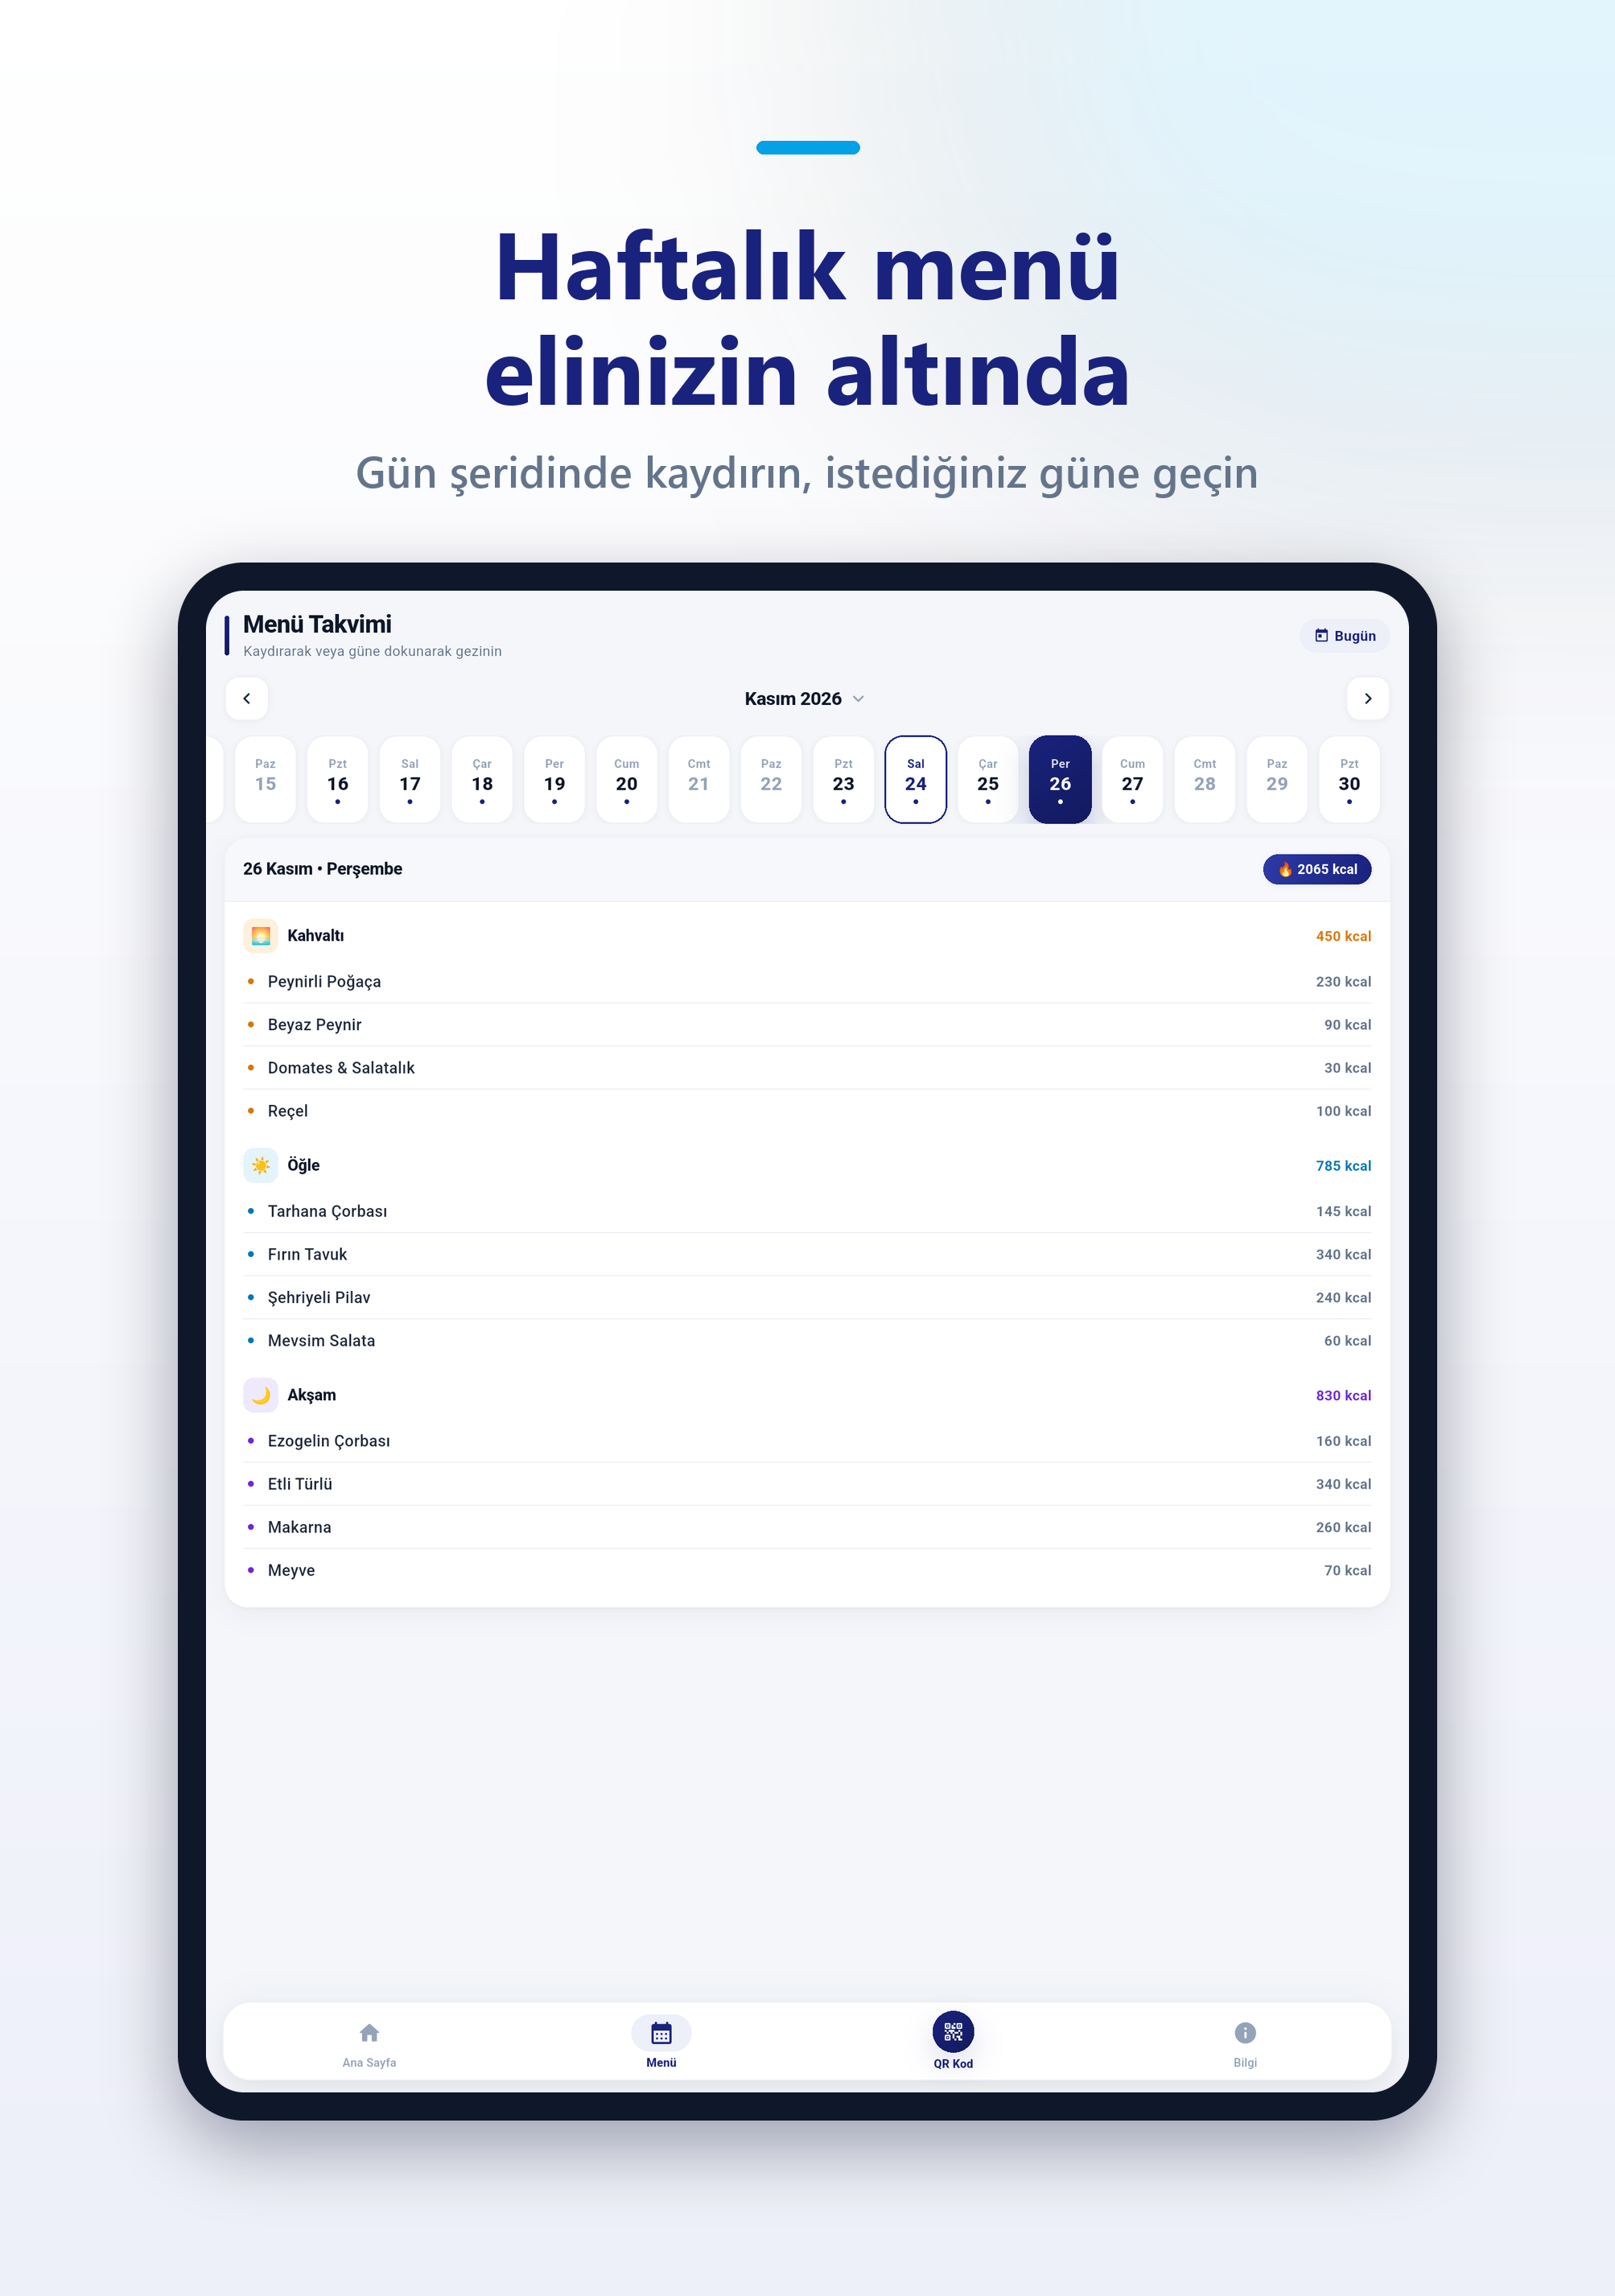 Haftalık menü
elinizin altında
Gün şeridinde kaydırın, istediğiniz güne geçin
Menü Takvimi
Kaydırarak veya güne dokunarak gezinin
Bugün
Kasım 2026
Paz Pzt Sal Çar Per Cum Cmt Paz Pzt Sal Çar Per Cum Cmt Paz Pzt
15 16 17 18 19 20 21 22 23 24 25 26 27 28 29 30
26 Kasım • Perşembe 🔥 2065 kcal
Kahvaltı 450 kcal
Peynirli Poğaça 230 kcal
Beyaz Peynir 90 kcal
Domates & Salatalık 30 kcal
Reçel 100 kcal
Öğle 785 kcal
Tarhana Çorbası 145 kcal
Fırın Tavuk 340 kcal
Şehriyeli Pilav 240 kcal
Mevsim Salata 60 kcal
Akşam 830 kcal
Ezogelin Çorbası 160 kcal
Etli Türlü 340 kcal
Makarna 260 kcal
Meyve 70 kcal
Ana Sayfa Menü QR Kod Bilgi